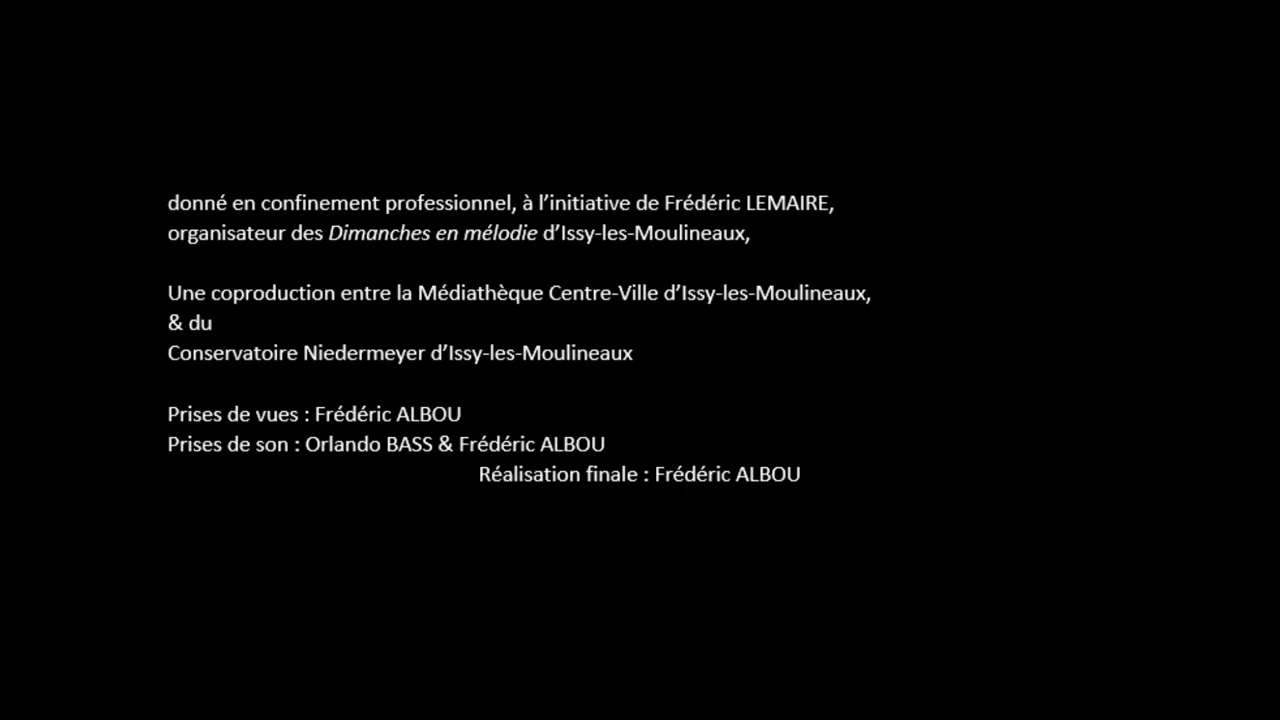 donné en confinement professionnel, à l’initiative de Frédéric LEMAIRE,
organisateur des Dimanches en mélodie d’Issy-les-Moulineaux,
Une coproduction entre la Médiathèque Centre-Ville d’Issy-les-Moulineaux,
& du
Conservatoire Niedermeyer d’Issy-les-Moulineaux
Prises de vues : Frédéric ALBOU
Prises de son : Orlando BASS & Frédéric ALBOU
Réalisation finale : Frédéric ALBOU